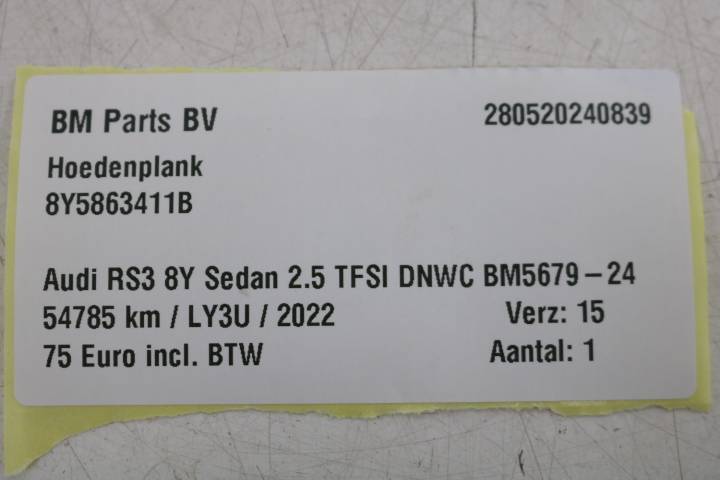 BM Parts BV 280520240839
Hoedenplank
8Y5863411B
Audi RS3 8Y Sedan 2.5 TFSI DNWC BM5679-24
54785 km / LY3U / 2022 Verz: 15
75 Euro incl. BTW Aantal: 1